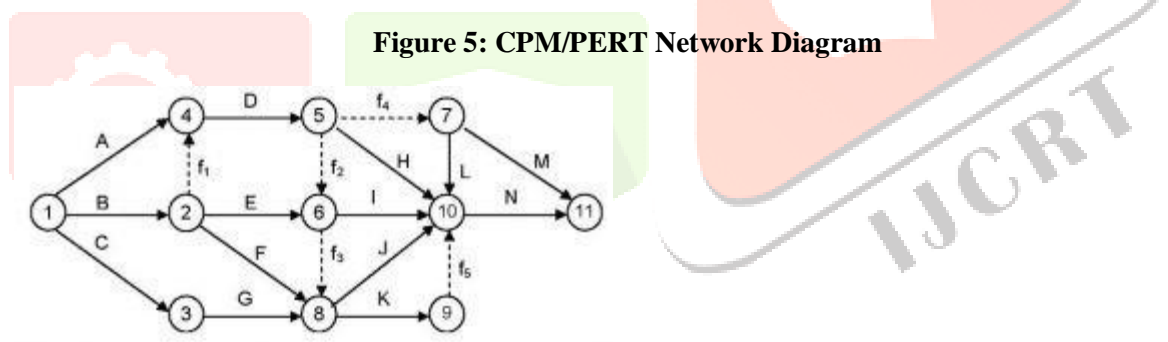 Figure 5: CPM/PERT Network Diagram
4 D 5 f₄ 7
A f₁ f₂ H L M
1 B 2 E 6 I 10 N 11
C F f₃ J f₅
3 G 8 K 9
IJCRT